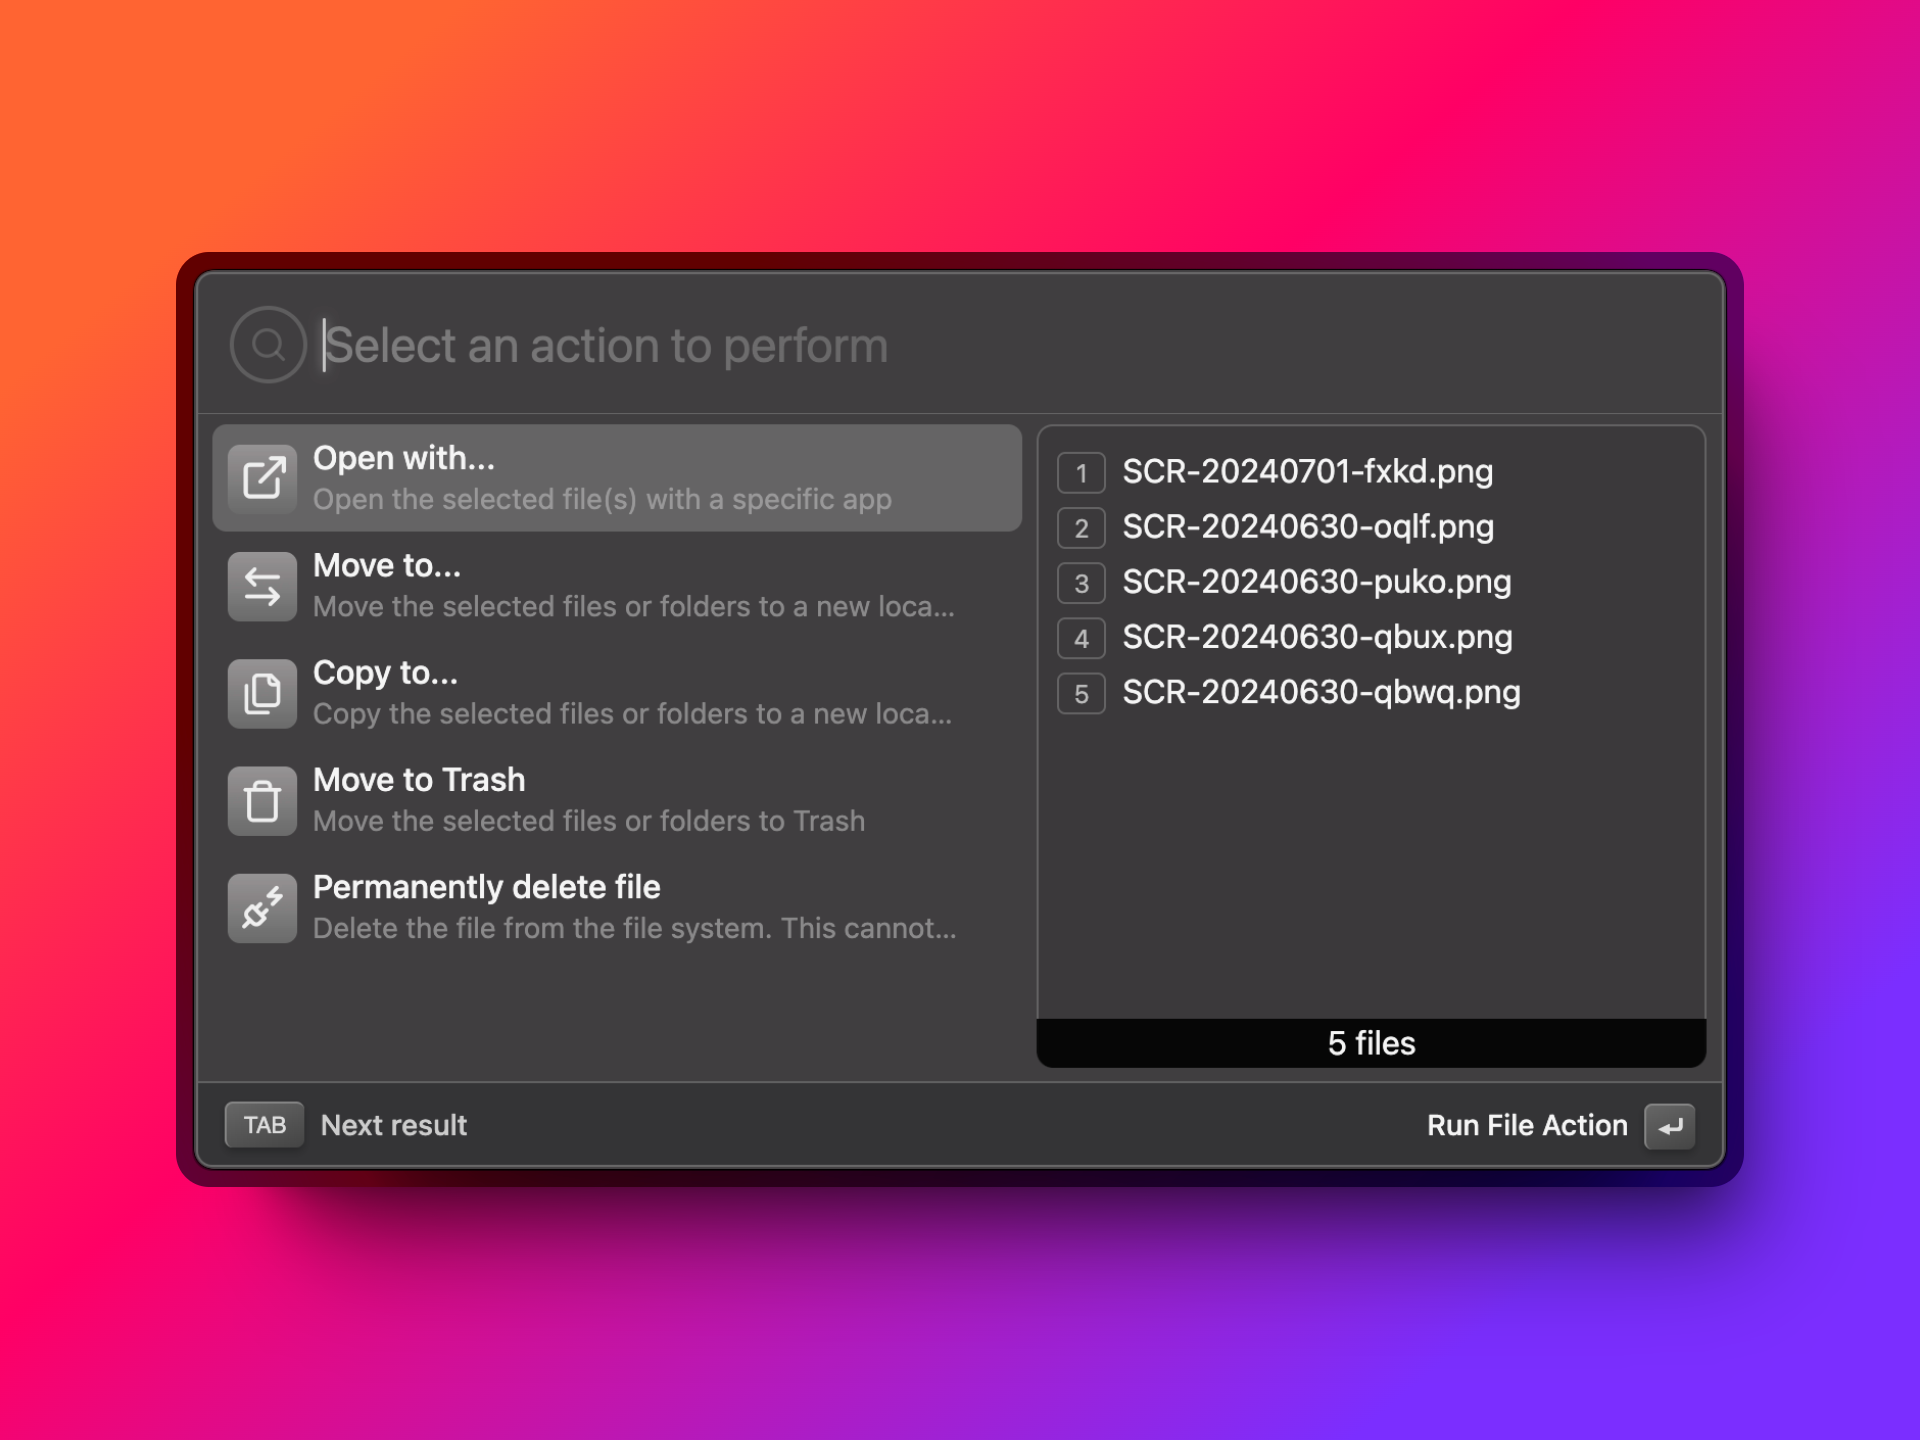 Select an action to perform
Open with...
Open the selected file(s) with a specific app
Move to...
Move the selected files or folders to a new loca...
Copy to...
Copy the selected files or folders to a new loca...
Move to Trash
Move the selected files or folders to Trash
Permanently delete file
Delete the file from the file system. This cannot...
1 SCR-20240701-fxkd.png
2 SCR-20240630-oqlf.png
3 SCR-20240630-puko.png
4 SCR-20240630-qbux.png
5 SCR-20240630-qbwq.png
5 files
TAB Next result
Run File Action